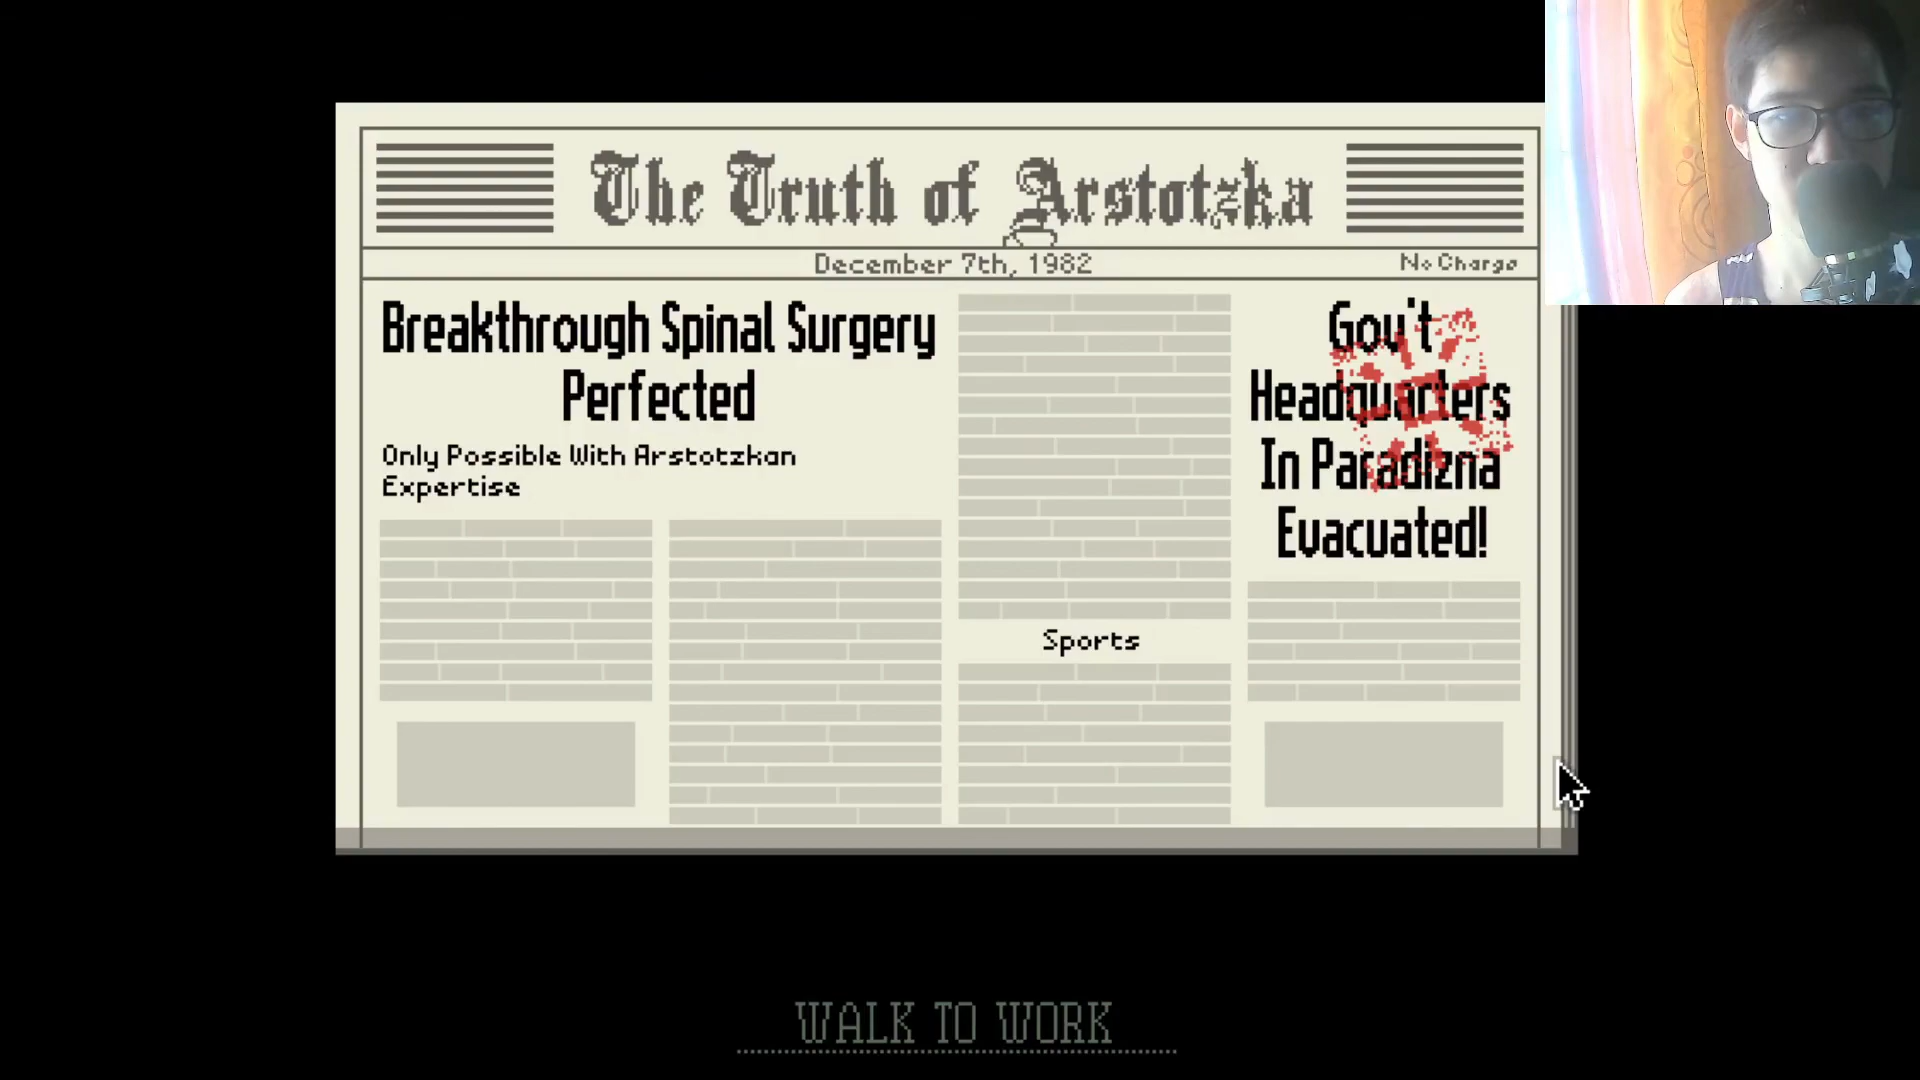 The Truth of Arstotzka
December 7th, 1982
No Charge
Breakthrough Spinal Surgery
Perfected
Only Possible With Arstotzkan
Expertise
Sports
Gov't
Headquarters
In Paradizna
Evacuated!
WALK TO WORK